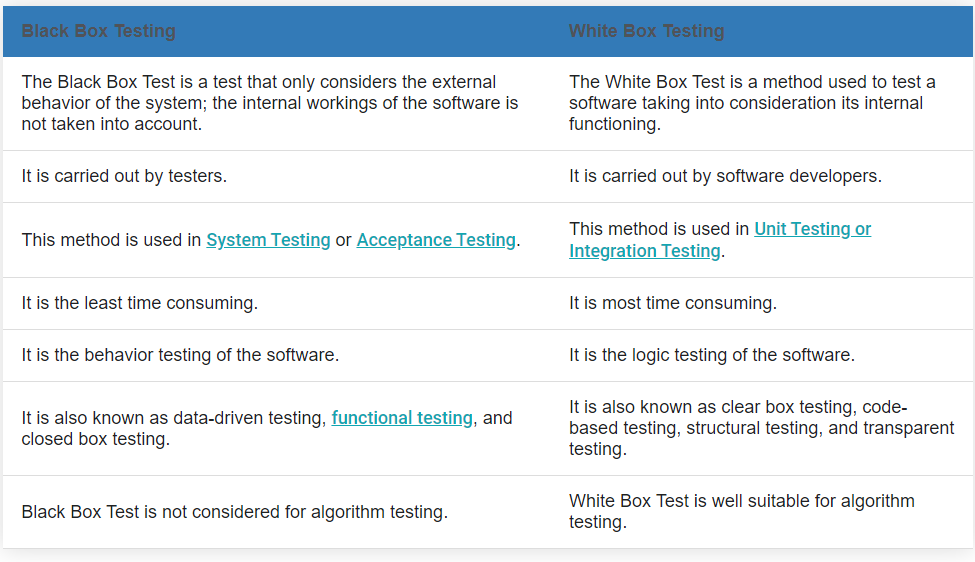 Black Box Testing
White Box Testing
The Black Box Test is a test that only considers the external
behavior of the system; the internal workings of the software is
not taken into account.
The White Box Test is a method used to test a
software taking into consideration its internal
functioning.
It is carried out by testers.
It is carried out by software developers.
This method is used in System Testing or Acceptance Testing.
This method is used in Unit Testing or
Integration Testing.
It is the least time consuming.
It is most time consuming.
It is the behavior testing of the software.
It is the logic testing of the software.
It is also known as data-driven testing, functional testing, and
closed box testing.
It is also known as clear box testing, code-
based testing, structural testing, and transparent
testing.
Black Box Test is not considered for algorithm testing.
White Box Test is well suitable for algorithm
testing.